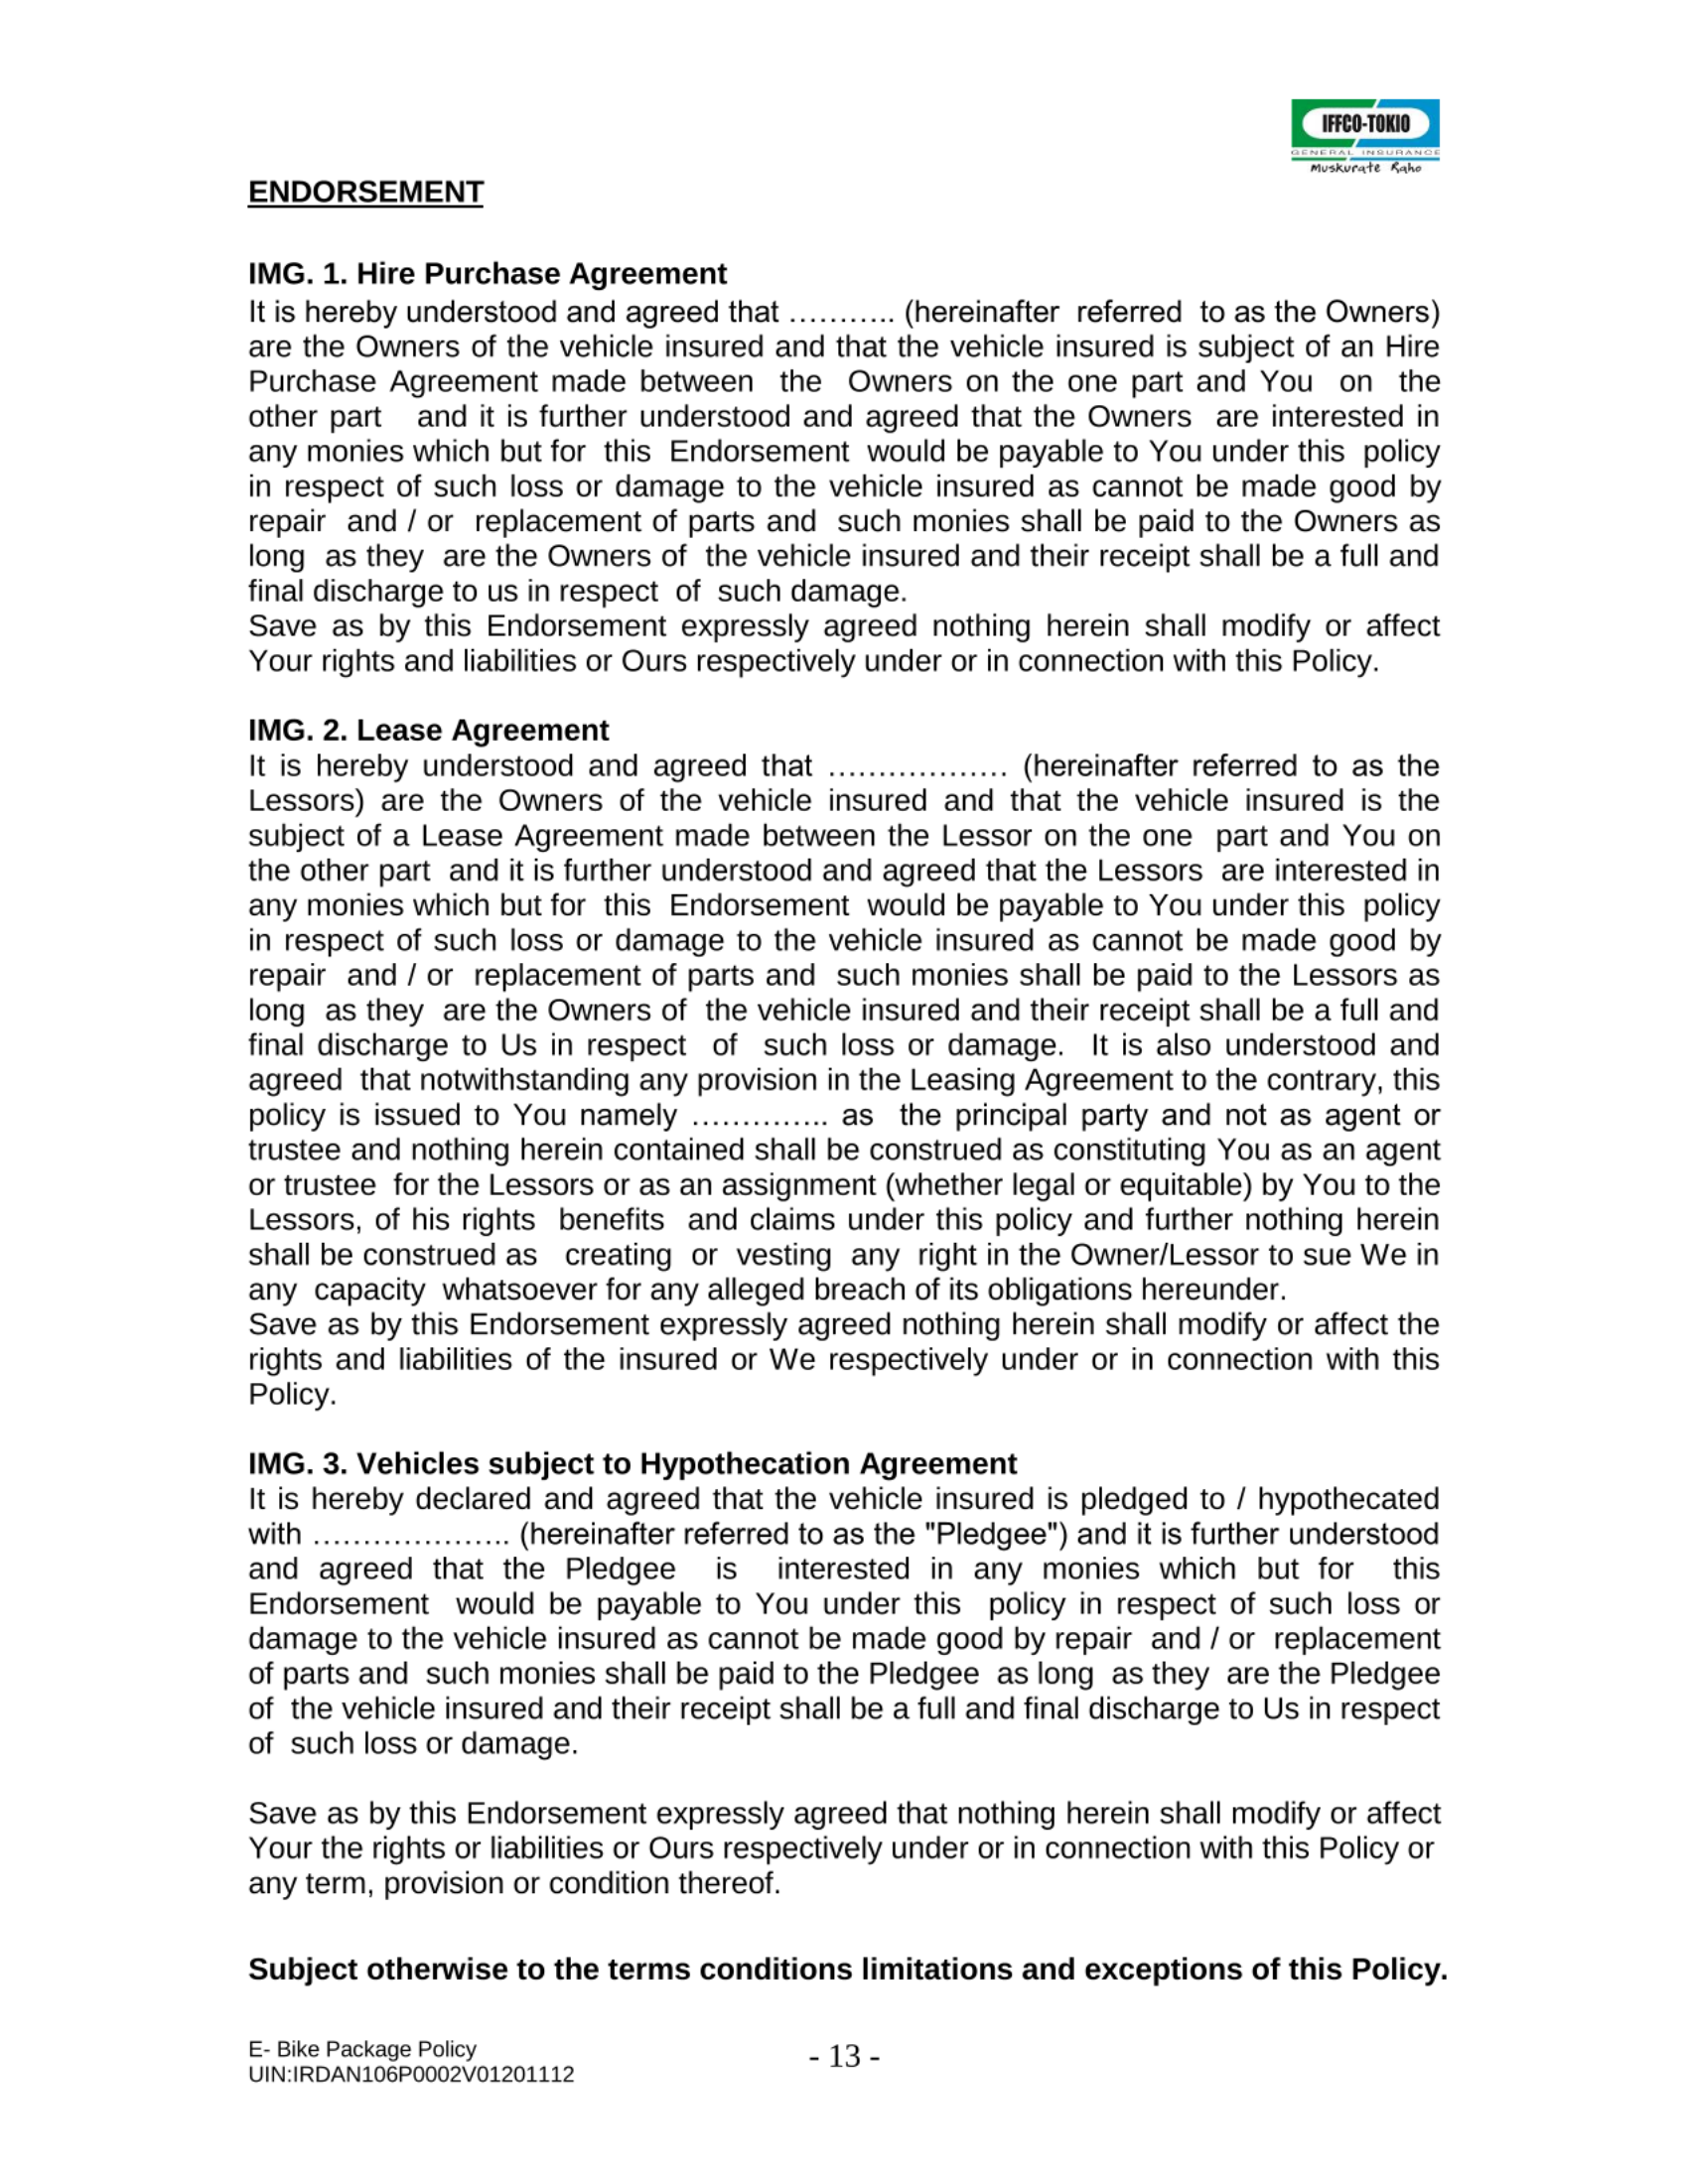 IFFCO-TOKIO
GENERAL INSURANCE
Muskurate Raho
ENDORSEMENT
IMG. 1. Hire Purchase Agreement
It is hereby understood and agreed that ……….. (hereinafter referred to as the Owners)
are the Owners of the vehicle insured and that the vehicle insured is subject of an Hire
Purchase Agreement made between the Owners on the one part and You on the
other part and it is further understood and agreed that the Owners are interested in
any monies which but for this Endorsement would be payable to You under this policy
in respect of such loss or damage to the vehicle insured as cannot be made good by
repair and / or replacement of parts and such monies shall be paid to the Owners as
long as they are the Owners of the vehicle insured and their receipt shall be a full and
final discharge to us in respect of such damage.
Save as by this Endorsement expressly agreed nothing herein shall modify or affect
Your rights and liabilities or Ours respectively under or in connection with this Policy.
IMG. 2. Lease Agreement
It is hereby understood and agreed that ……………… (hereinafter referred to as the
Lessors) are the Owners of the vehicle insured and that the vehicle insured is the
subject of a Lease Agreement made between the Lessor on the one part and You on
the other part and it is further understood and agreed that the Lessors are interested in
any monies which but for this Endorsement would be payable to You under this policy
in respect of such loss or damage to the vehicle insured as cannot be made good by
repair and / or replacement of parts and such monies shall be paid to the Lessors as
long as they are the Owners of the vehicle insured and their receipt shall be a full and
final discharge to Us in respect of such loss or damage. It is also understood and
agreed that notwithstanding any provision in the Leasing Agreement to the contrary, this
policy is issued to You namely ………….. as the principal party and not as agent or
trustee and nothing herein contained shall be construed as constituting You as an agent
or trustee for the Lessors or as an assignment (whether legal or equitable) by You to the
Lessors, of his rights benefits and claims under this policy and further nothing herein
shall be construed as creating or vesting any right in the Owner/Lessor to sue We in
any capacity whatsoever for any alleged breach of its obligations hereunder.
Save as by this Endorsement expressly agreed nothing herein shall modify or affect the
rights and liabilities of the insured or We respectively under or in connection with this
Policy.
IMG. 3. Vehicles subject to Hypothecation Agreement
It is hereby declared and agreed that the vehicle insured is pledged to / hypothecated
with ……………….. (hereinafter referred to as the "Pledgee") and it is further understood
and agreed that the Pledgee is interested in any monies which but for this
Endorsement would be payable to You under this policy in respect of such loss or
damage to the vehicle insured as cannot be made good by repair and / or replacement
of parts and such monies shall be paid to the Pledgee as long as they are the Pledgee
of the vehicle insured and their receipt shall be a full and final discharge to Us in respect
of such loss or damage.
Save as by this Endorsement expressly agreed that nothing herein shall modify or affect
Your the rights or liabilities or Ours respectively under or in connection with this Policy or
any term, provision or condition thereof.
Subject otherwise to the terms conditions limitations and exceptions of this Policy.
E- Bike Package Policy
UIN:IRDAN106P0002V01201112
- 13 -